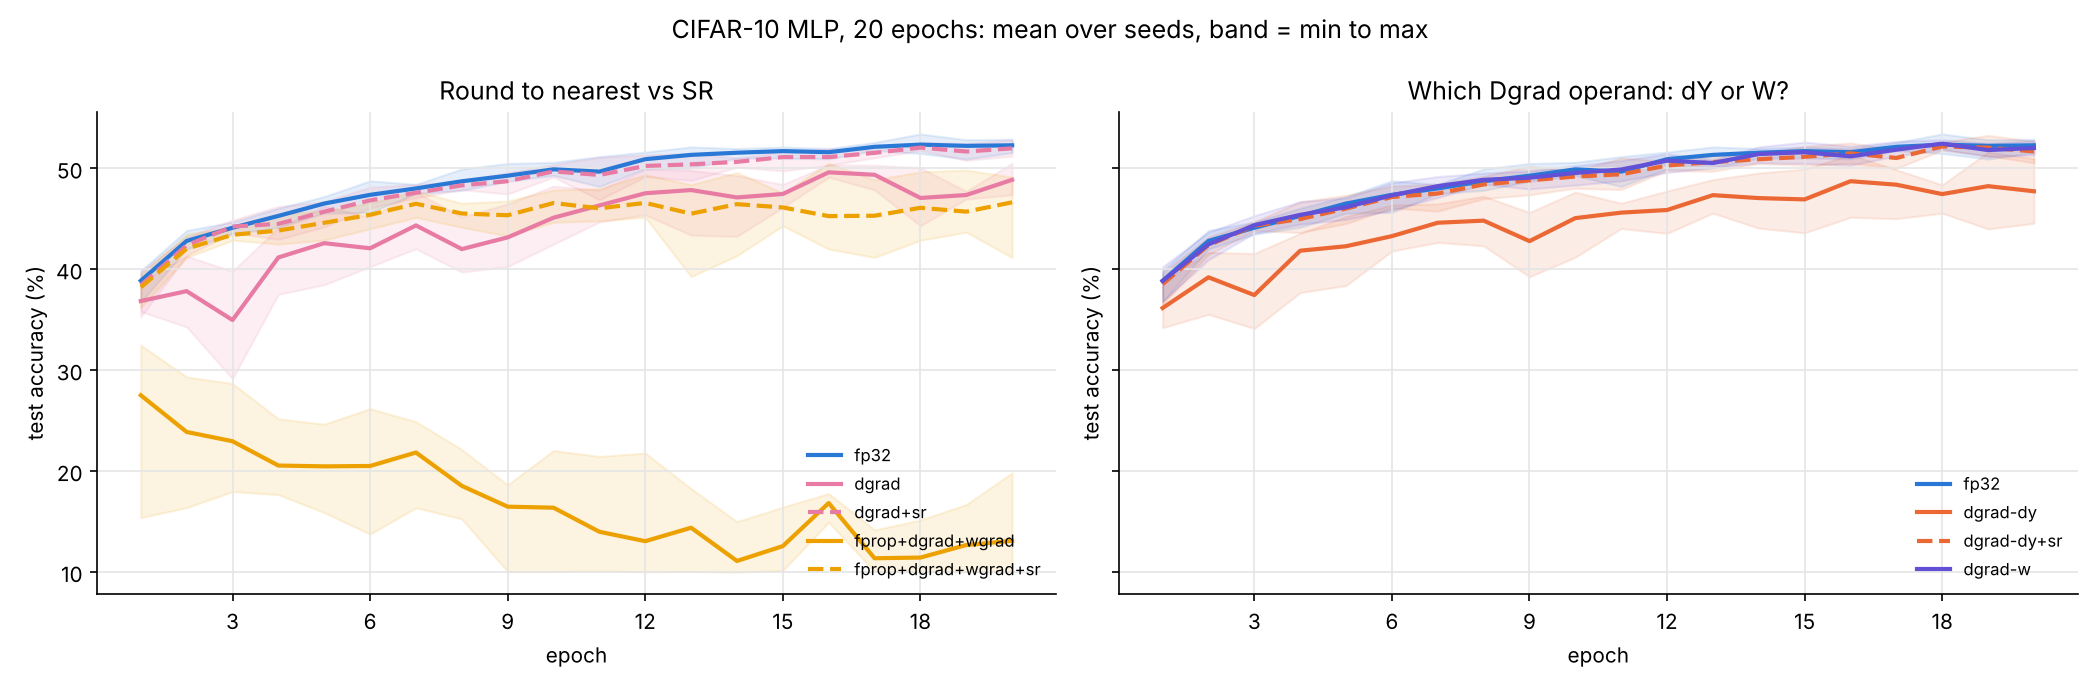 CIFAR-10 MLP, 20 epochs: mean over seeds, band = min to max
Round to nearest vs SR
test accuracy (%)
50
40
30
20
10
fp32
dgrad
dgrad+sr
fprop+dgrad+wgrad
fprop+dgrad+wgrad+sr
3 6 9 12 15 18
epoch
Which Dgrad operand: dY or W?
test accuracy (%)
fp32
dgrad-dy
dgrad-dy+sr
dgrad-w
3 6 9 12 15 18
epoch